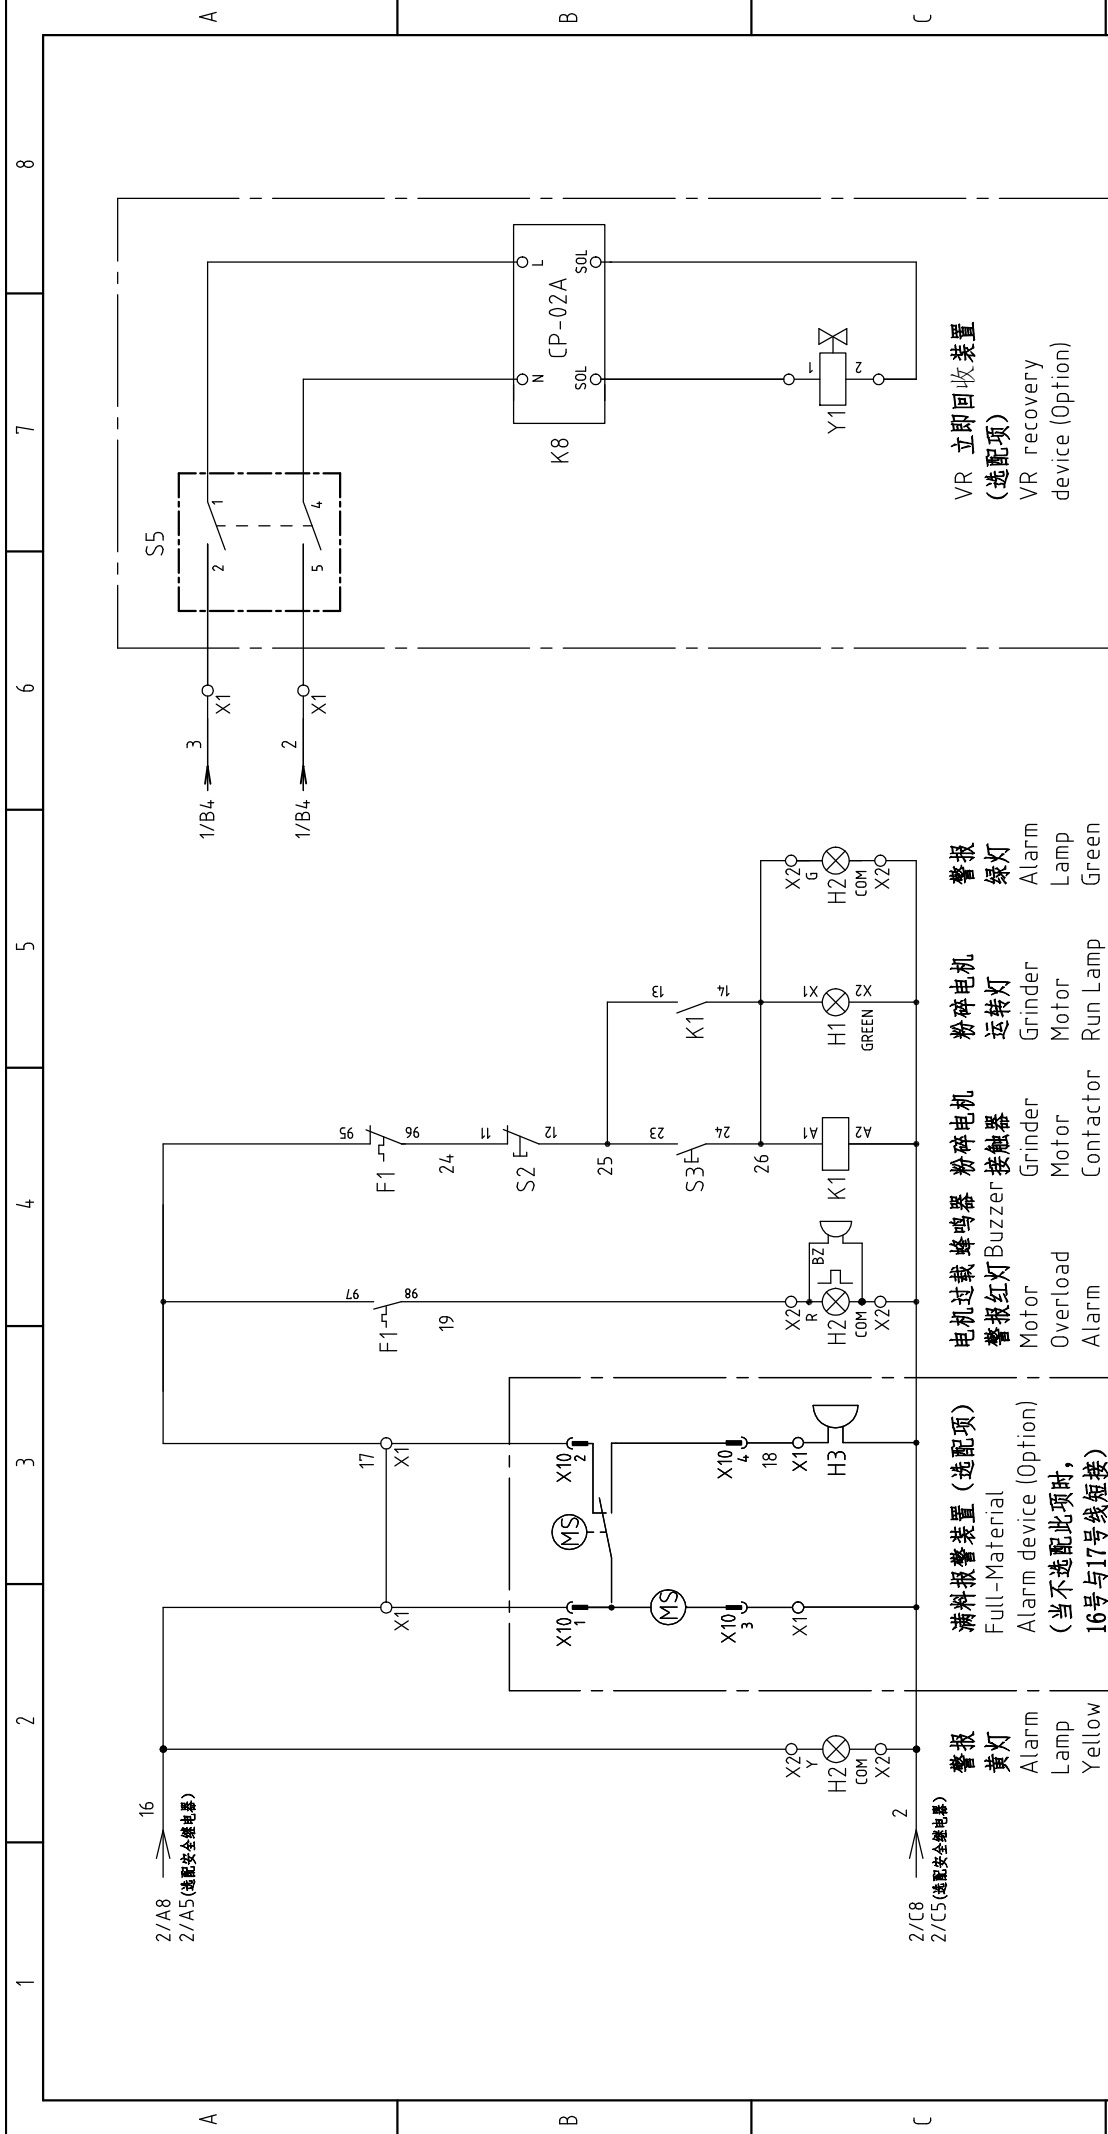 1
2
3
4
5
6
7
8
A
B
C
A
B
C
2/A8
2/A5(选配安全继电器)
16
2/C8
2/C5(选配安全继电器)
2
X2
Y
H2
COM
X2
警报
黄灯
Alarm
Lamp
Yellow
X1
X10
1
MS
X10
3
X1
17
X1
X10
2
MS
X10
4
18
X1
H3
满料报警装置 (选配项)
Full-Material
Alarm device (Option)
(当不选配此项时,
16号与17号线短接)
97
98
F1
19
X2
R
H2
COM
X2
BZ
电机过载 蜂鸣器
警报红灯 Buzzer
Motor
Overload
Alarm
95
96
F1
24
11
12
S2
25
23
24
S3
26
A1
A2
K1
粉碎电机
接触器
Grinder
Motor
Contactor
13
14
K1
X1
X2
H1
GREEN
粉碎电机
运转灯
Grinder
Motor
Run Lamp
X2
G
H2
COM
X2
警报
绿灯
Alarm
Lamp
Green
1/B4
3
X1
1/B4
2
X1
S5
2
1
5
4
K8
CP-02A
N
L
SOL
SOL
Y1
1
2
VR 立即回收装置
(选配项)
VR recovery
device (Option)